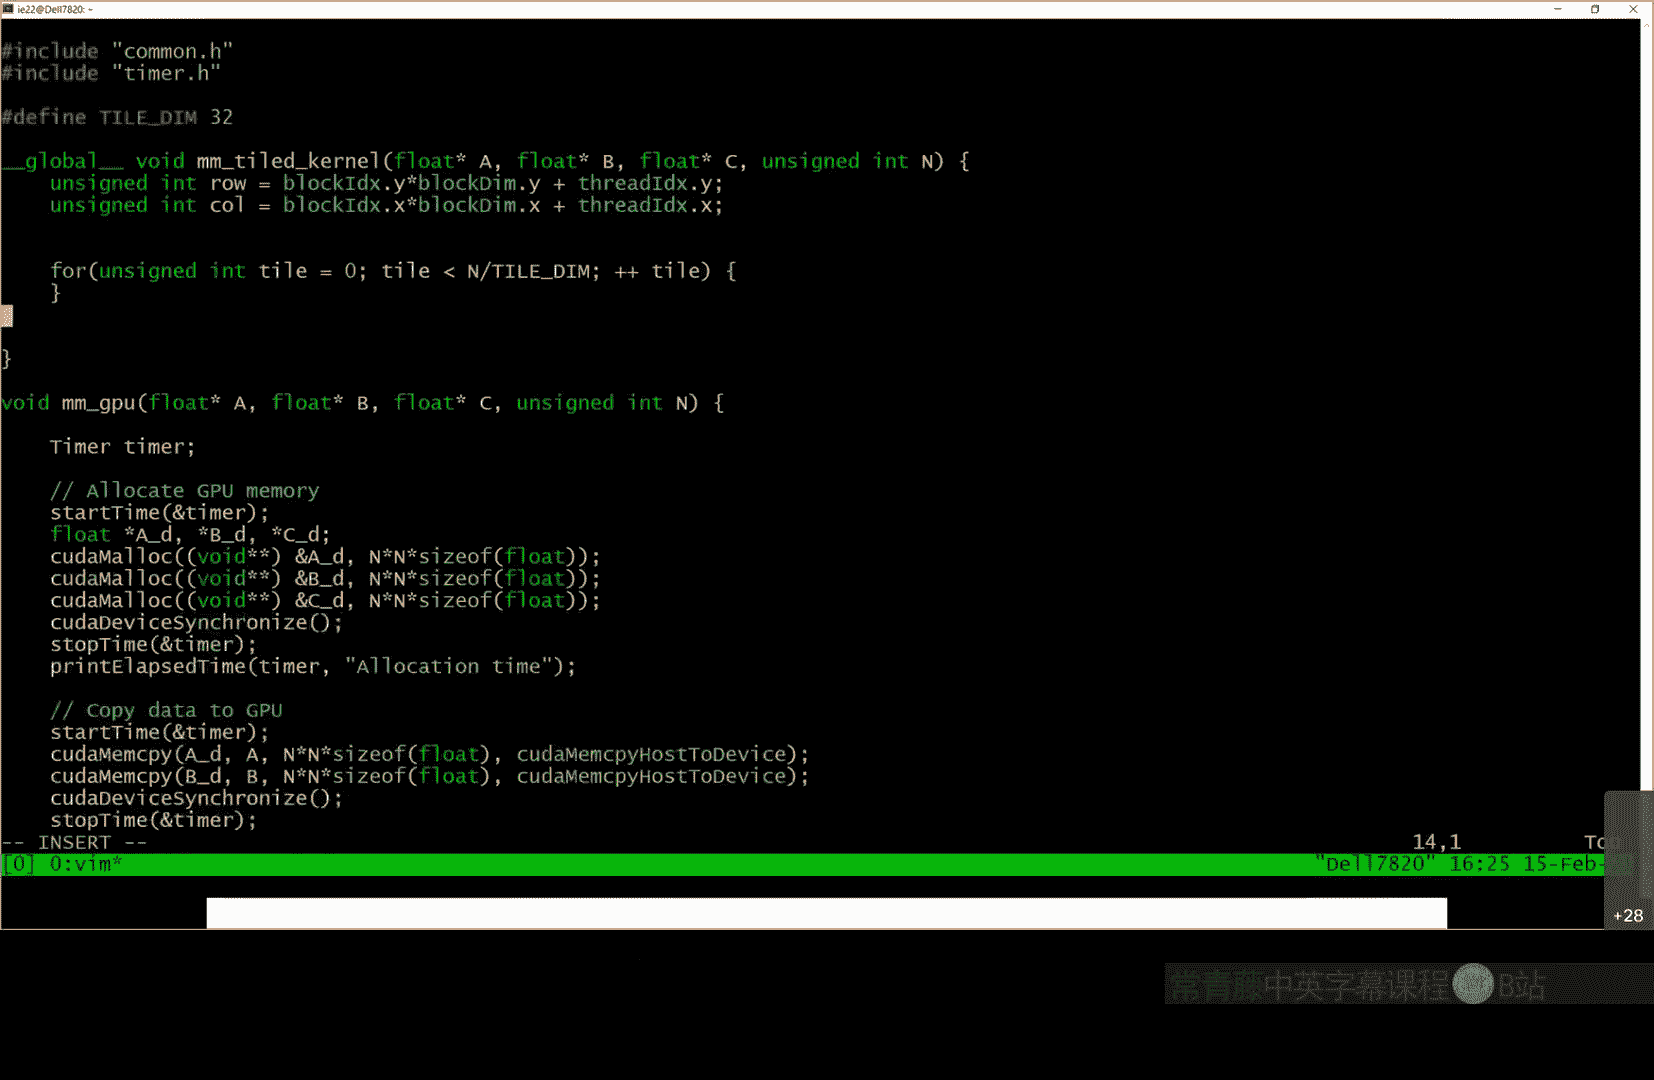 ie22@Dell7820: ~
#include "common.h"
#include "timer.h"
#define TILE_DIM 32
__global__ void mm_tiled_kernel(float* A, float* B, float* C, unsigned int N) {
    unsigned int row = blockIdx.y*blockDim.y + threadIdx.y;
    unsigned int col = blockIdx.x*blockDim.x + threadIdx.x;
    for(unsigned int tile = 0; tile < N/TILE_DIM; ++ tile) {
    }
}
void mm_gpu(float* A, float* B, float* C, unsigned int N) {
    Timer timer;
    // Allocate GPU memory
    startTime(&timer);
    float *A_d, *B_d, *C_d;
    cudaMalloc((void**) &A_d, N*N*sizeof(float));
    cudaMalloc((void**) &B_d, N*N*sizeof(float));
    cudaMalloc((void**) &C_d, N*N*sizeof(float));
    cudaDeviceSynchronize();
    stopTime(&timer);
    printElapsedTime(timer, "Allocation time");
    // Copy data to GPU
    startTime(&timer);
    cudaMemcpy(A_d, A, N*N*sizeof(float), cudaMemcpyHostToDevice);
    cudaMemcpy(B_d, B, N*N*sizeof(float), cudaMemcpyHostToDevice);
    cudaDeviceSynchronize();
    stopTime(&timer);
-- INSERT -- 14,1
[0] 0:vim* "Dell7820" 16:25 15-Feb-
+28
常青藤中英字幕课程 B站